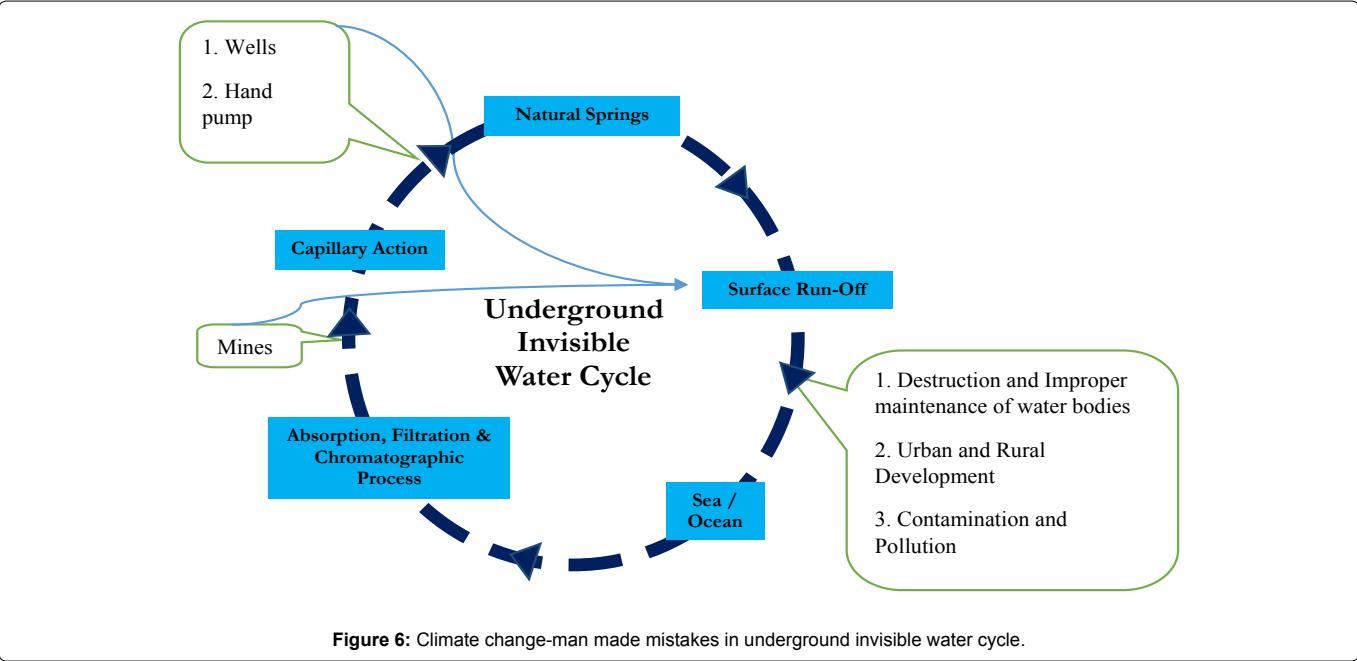 1. Wells
2. Hand
pump
Natural Springs
Capillary Action
Surface Run-Off
Underground
Invisible
Water Cycle
Mines
1. Destruction and Improper
maintenance of water bodies
2. Urban and Rural
Development
3. Contamination and
Pollution
Absorption, Filtration &
Chromatographic
Process
Sea /
Ocean
Figure 6: Climate change-man made mistakes in underground invisible water cycle.